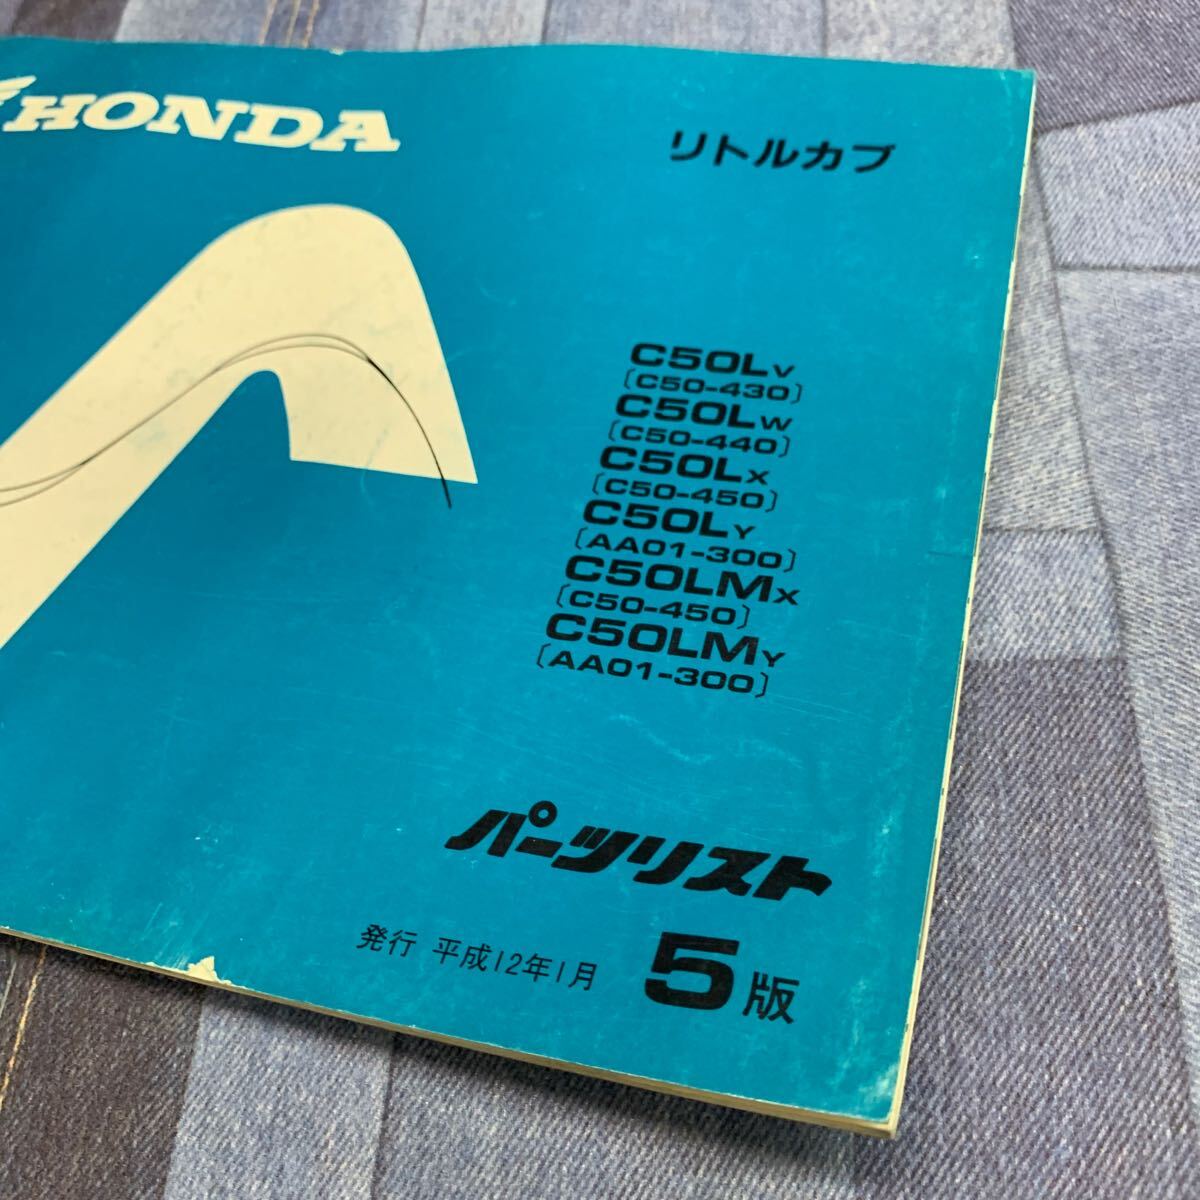 HONDA
リトルカブ
C50LV
〔C50-430〕
C50LW
〔C50-440〕
C50LX
〔C50-450〕
C50LY
〔AA01-300〕
C50LMX
〔C50-450〕
C50LMY
〔AA01-300〕
パーツリスト
発行 平成12年1月 5版